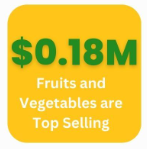 $0.18M
Fruits and
Vegetables are
Top Selling